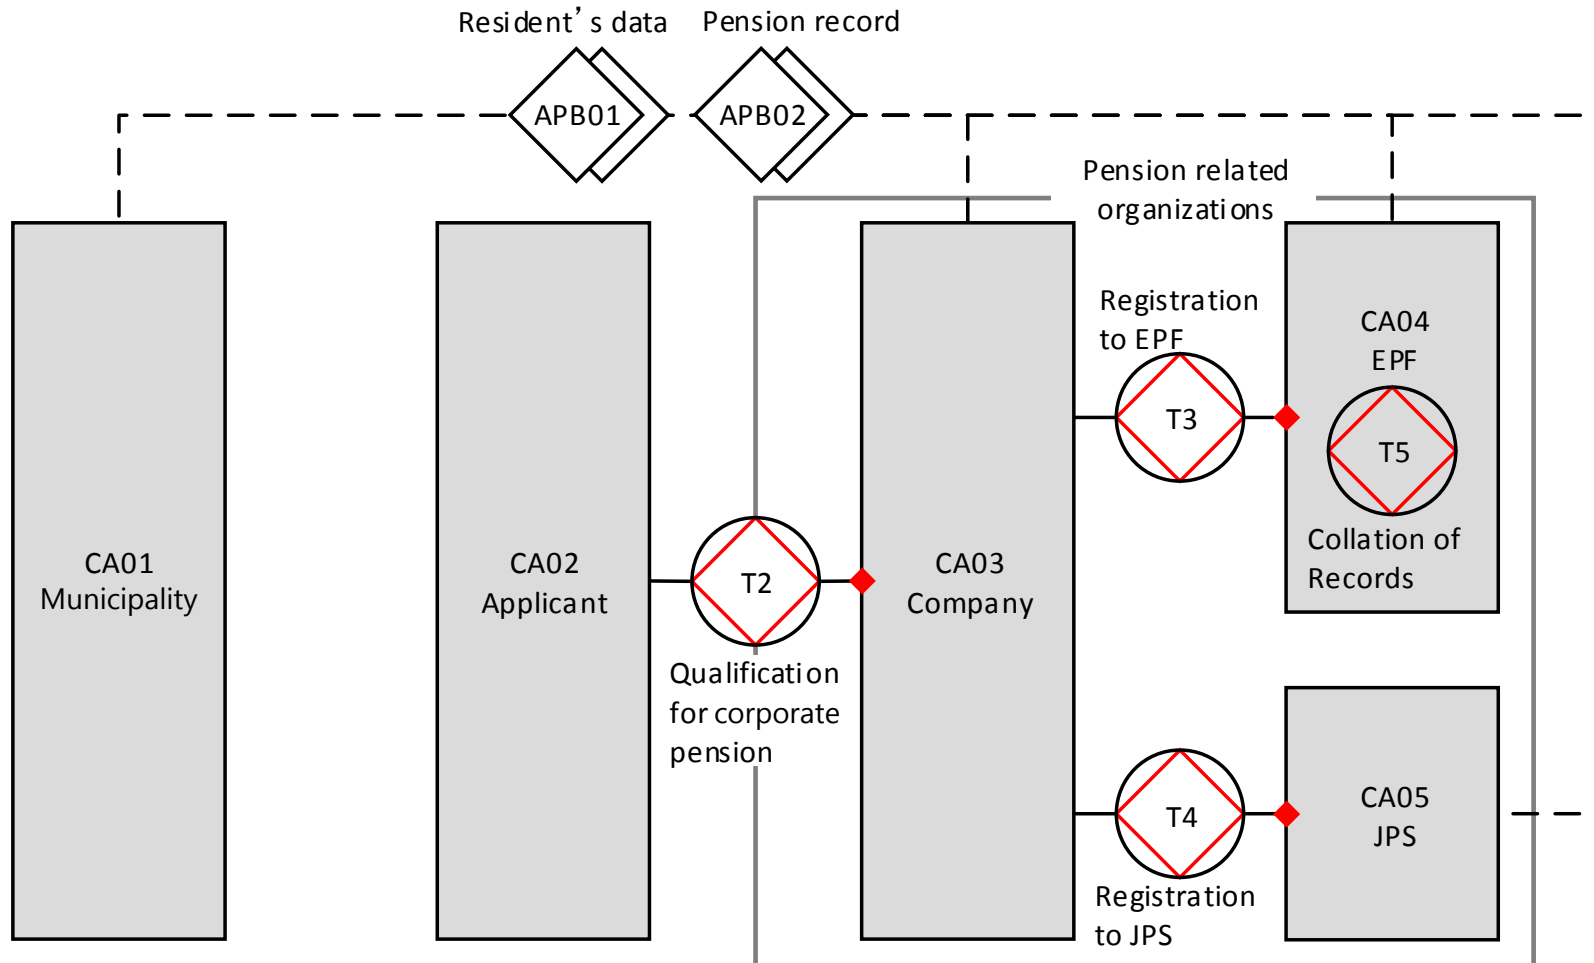 Resident's data
Pension record
APB01
APB02
Pension related
organizations
Registration
to EPF
CA04
EPF
T3
T5
Collation of
Records
CA01
Municipality
CA02
Applicant
T2
CA03
Company
Qualification
for corporate
pension
T4
CA05
JPS
Registration
to JPS